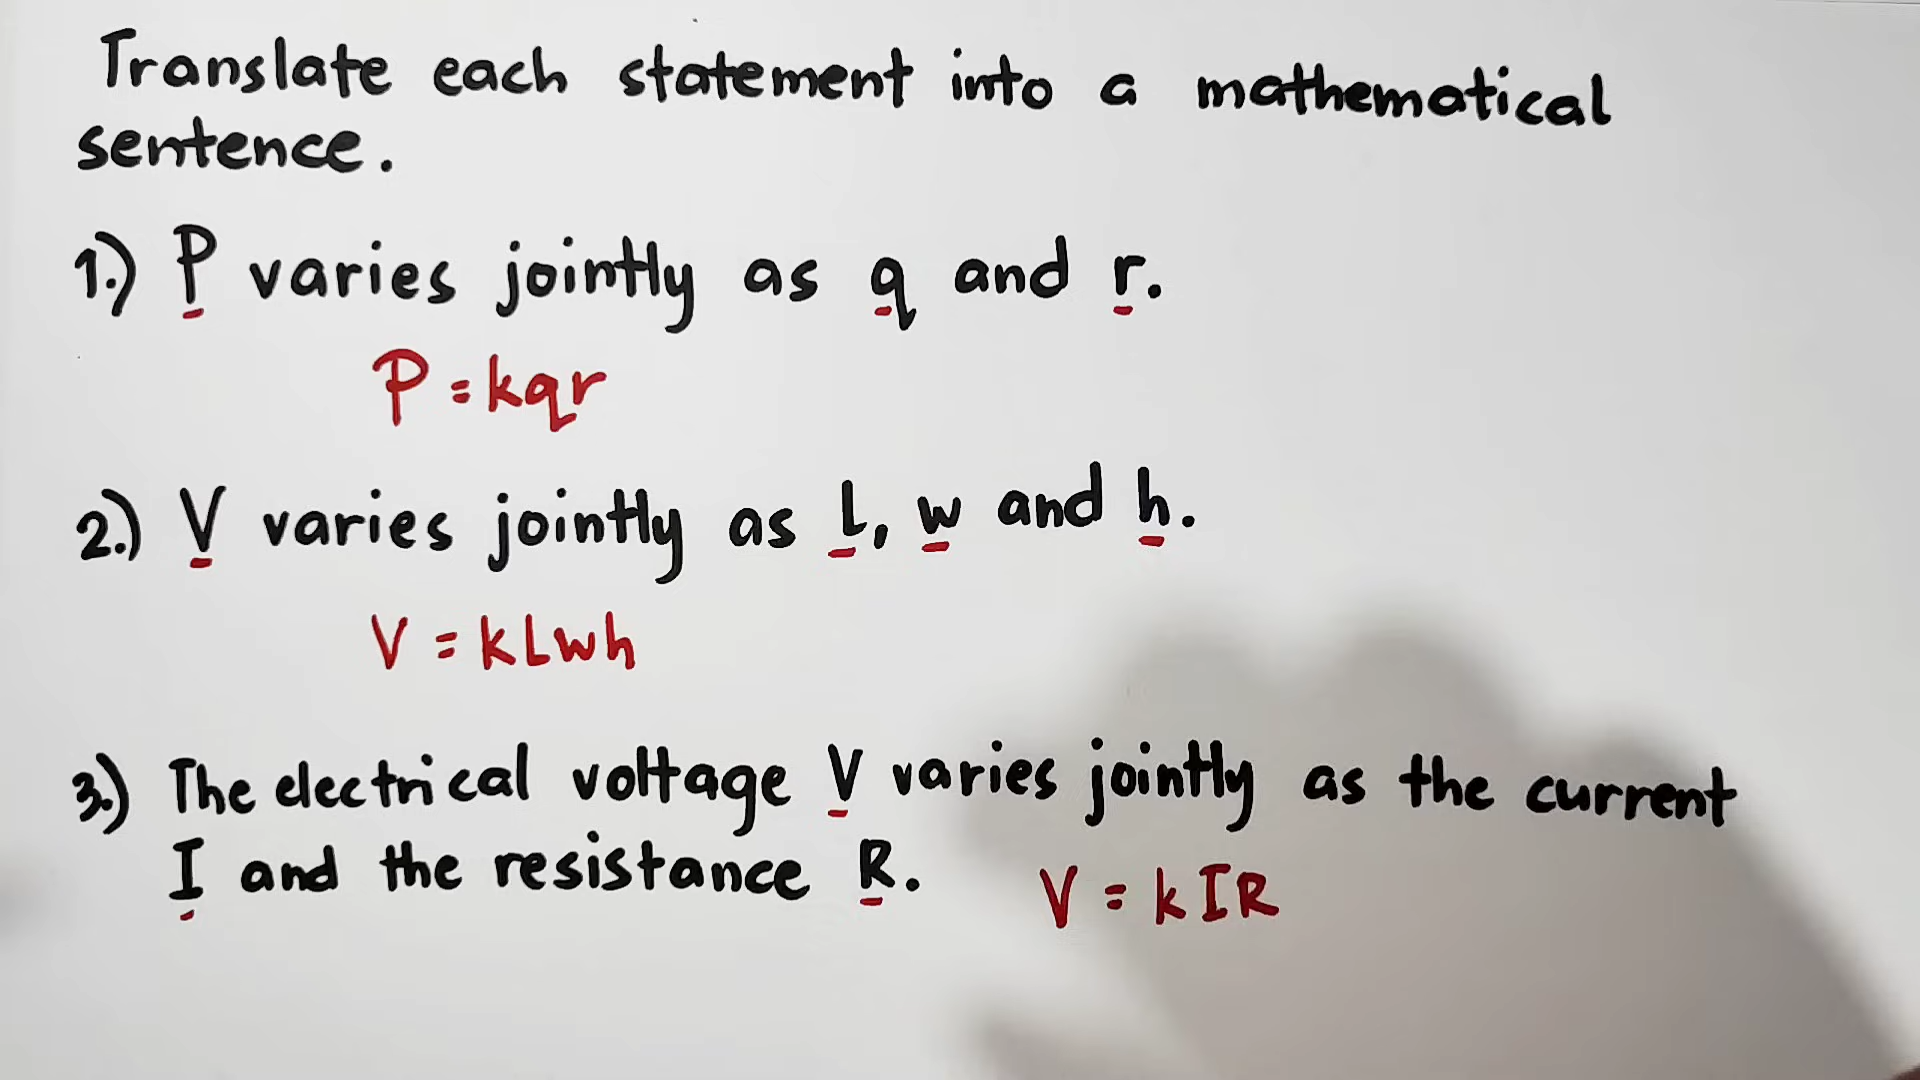 Translate each statement into a mathematical
sentence.
1.) P varies jointly as q and r.
P = kqr
2.) V varies jointly as L, w and h.
V = kLwh
3.) The electrical voltage V varies jointly as the current
I and the resistance R.
V = kIR